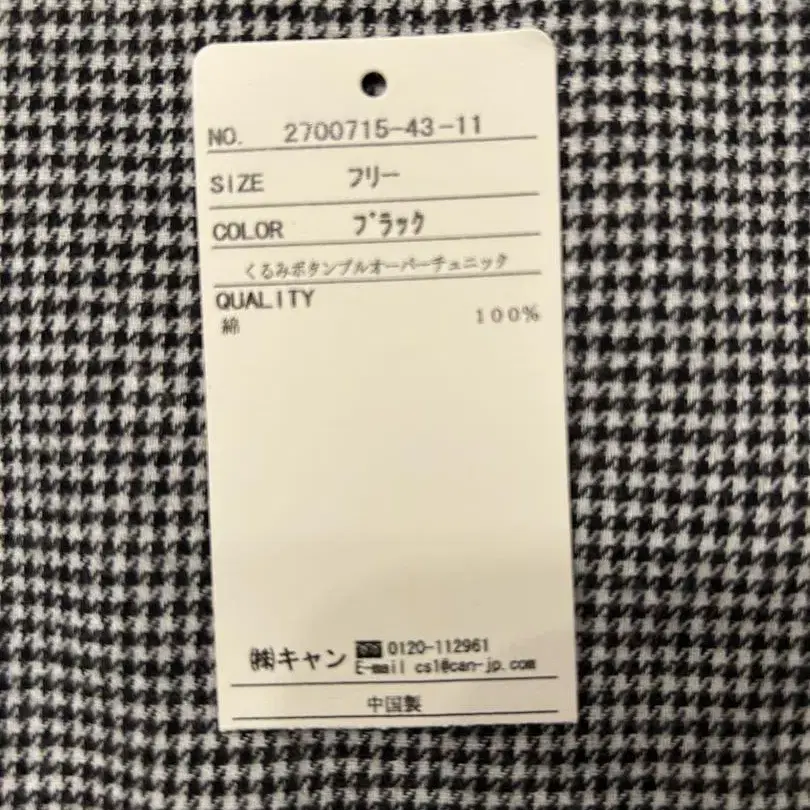 NO. 2700715-43-11
SIZE フリー
COLOR ブラック
くるみボタンプルオーバーチュニック
QUALITY
綿 100%
㈱キャン 0120-112961
E-mail cs1@can-jp.com
中国製